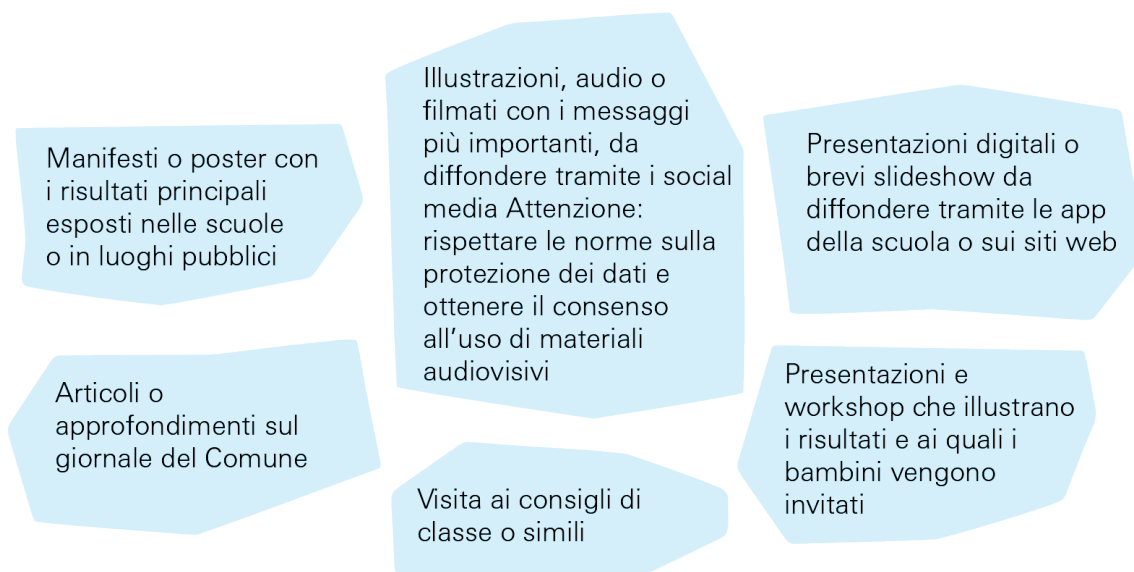 Manifesti o poster con
i risultati principali
esposti nelle scuole
o in luoghi pubblici
Illustrazioni, audio o
filmati con i messaggi
più importanti, da
diffondere tramite i social
media Attenzione:
rispettare le norme sulla
protezione dei dati e
ottenere il consenso
all’uso di materiali
audiovisivi
Presentazioni digitali o
brevi slideshow da
diffondere tramite le app
della scuola o sui siti web
Articoli o
approfondimenti sul
giornale del Comune
Visita ai consigli di
classe o simili
Presentazioni e
workshop che illustrano
i risultati e ai quali i
bambini vengono
invitati